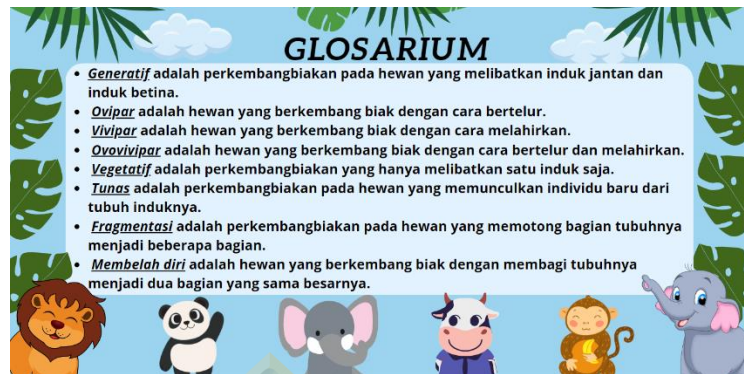 GLOSARIUM
• Generatif adalah perkembangbiakan pada hewan yang melibatkan induk jantan dan
induk betina.
• Ovipar adalah hewan yang berkembang biak dengan cara bertelur.
• Vivipar adalah hewan yang berkembang biak dengan cara melahirkan.
• Ovovivipar adalah hewan yang berkembang biak dengan cara bertelur dan melahirkan.
• Vegetatif adalah perkembangbiakan yang hanya melibatkan satu induk saja.
• Tunas adalah perkembangbiakan pada hewan yang memunculkan individu baru dari
tubuh induknya.
• Fragmentasi adalah perkembangbiakan pada hewan yang memotong bagian tubuhnya
menjadi beberapa bagian.
• Membelah diri adalah hewan yang berkembang biak dengan membagi tubuhnya
menjadi dua bagian yang sama besarnya.